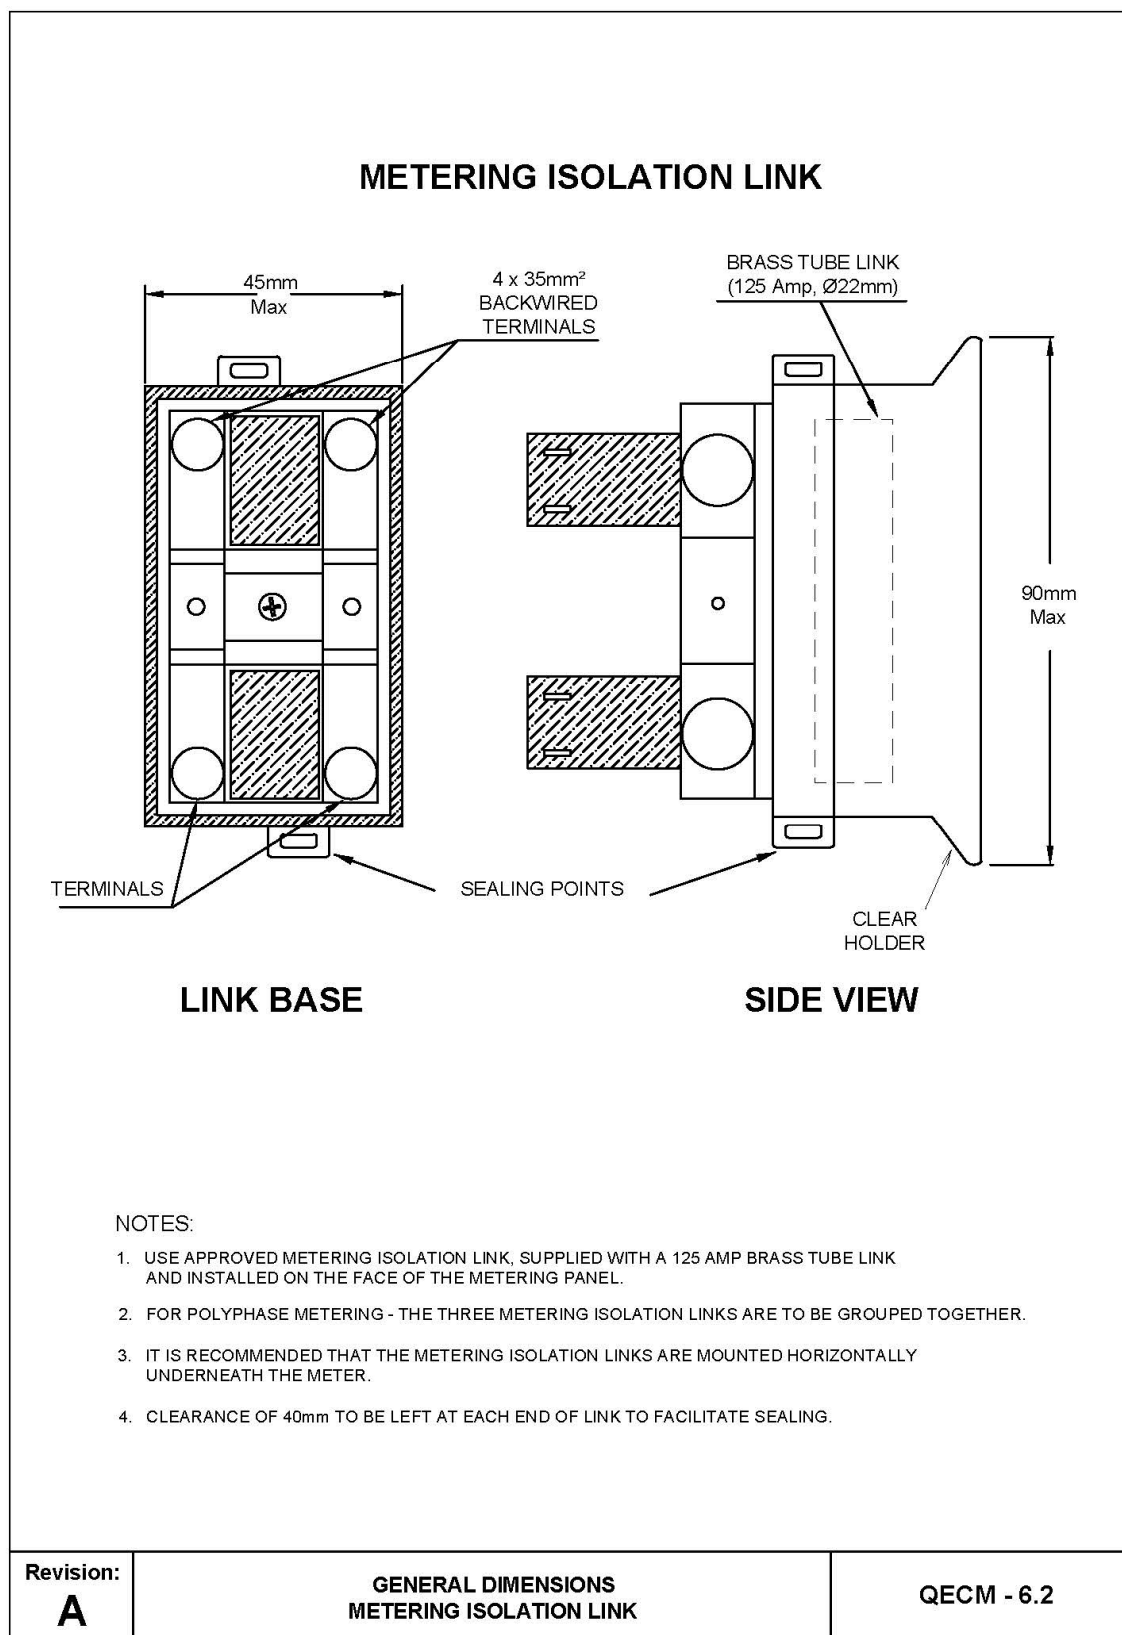 METERING ISOLATION LINK
45mm
Max
4 x 35mm²
BACKWIRED
TERMINALS
BRASS TUBE LINK
(125 Amp, Ø22mm)
90mm
Max
TERMINALS
SEALING POINTS
CLEAR
HOLDER
LINK BASE
SIDE VIEW
NOTES:
1. USE APPROVED METERING ISOLATION LINK, SUPPLIED WITH A 125 AMP BRASS TUBE LINK
AND INSTALLED ON THE FACE OF THE METERING PANEL.
2. FOR POLYPHASE METERING - THE THREE METERING ISOLATION LINKS ARE TO BE GROUPED TOGETHER.
3. IT IS RECOMMENDED THAT THE METERING ISOLATION LINKS ARE MOUNTED HORIZONTALLY
UNDERNEATH THE METER.
4. CLEARANCE OF 40mm TO BE LEFT AT EACH END OF LINK TO FACILITATE SEALING.
Revision:
A
GENERAL DIMENSIONS
METERING ISOLATION LINK
QECM - 6.2